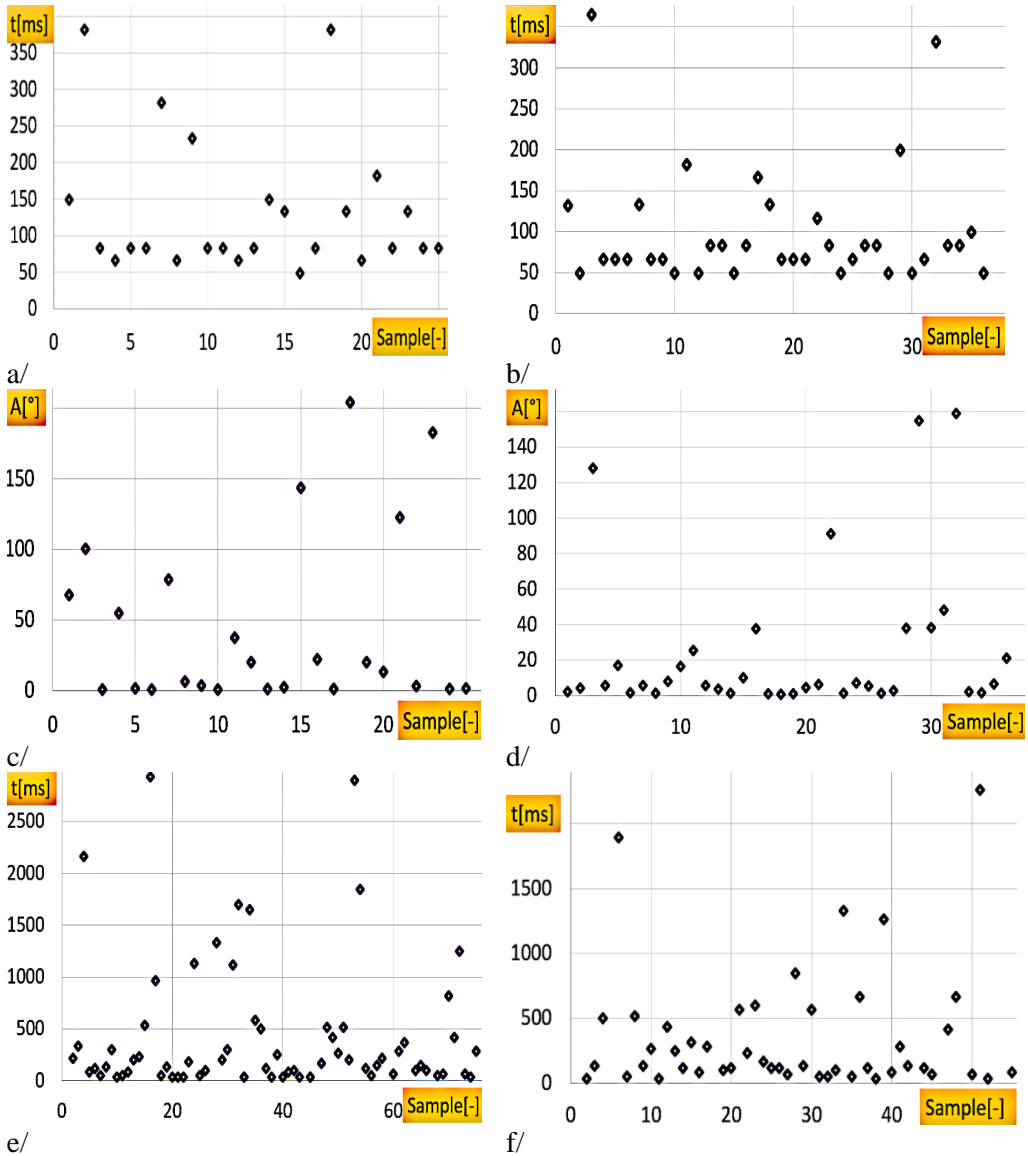 t[ms]
350
300
250
200
150
100
50
0
0 5 10 15 20 Sample[-]
a/
t[ms]
300
250
200
150
100
50
0
0 10 20 30 Sample[-]
b/
A[°]
150
100
50
0
0 5 10 15 20 Sample[-]
c/
A[°]
140
120
100
80
60
40
20
0
0 10 20 30 Sample[-]
d/
t[ms]
2500
2000
1500
1000
500
0
0 20 40 60 Sample[-]
e/
t[ms]
1500
1000
500
0
0 10 20 30 40 Sample[-]
f/